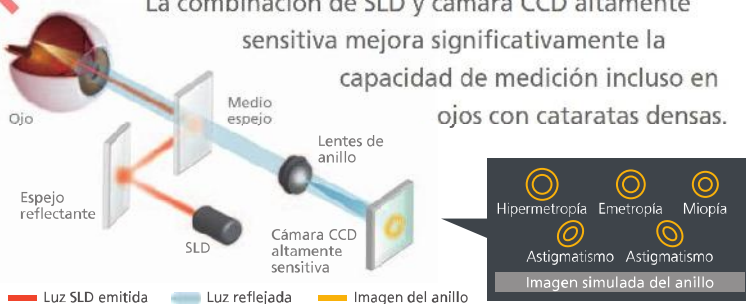 La combinación de SLD y cámara CCD altamente
sensitiva mejora significativamente la
capacidad de medición incluso en
ojos con cataratas densas.
Ojo
Medio
espejo
Lentes de
anillo
Espejo
reflectante
SLD
Cámara CCD
altamente
sensitiva
Hipermetropía Emetropía Miopía
Astigmatismo Astigmatismo
Imagen simulada del anillo
Luz SLD emitida Luz reflejada Imagen del anillo